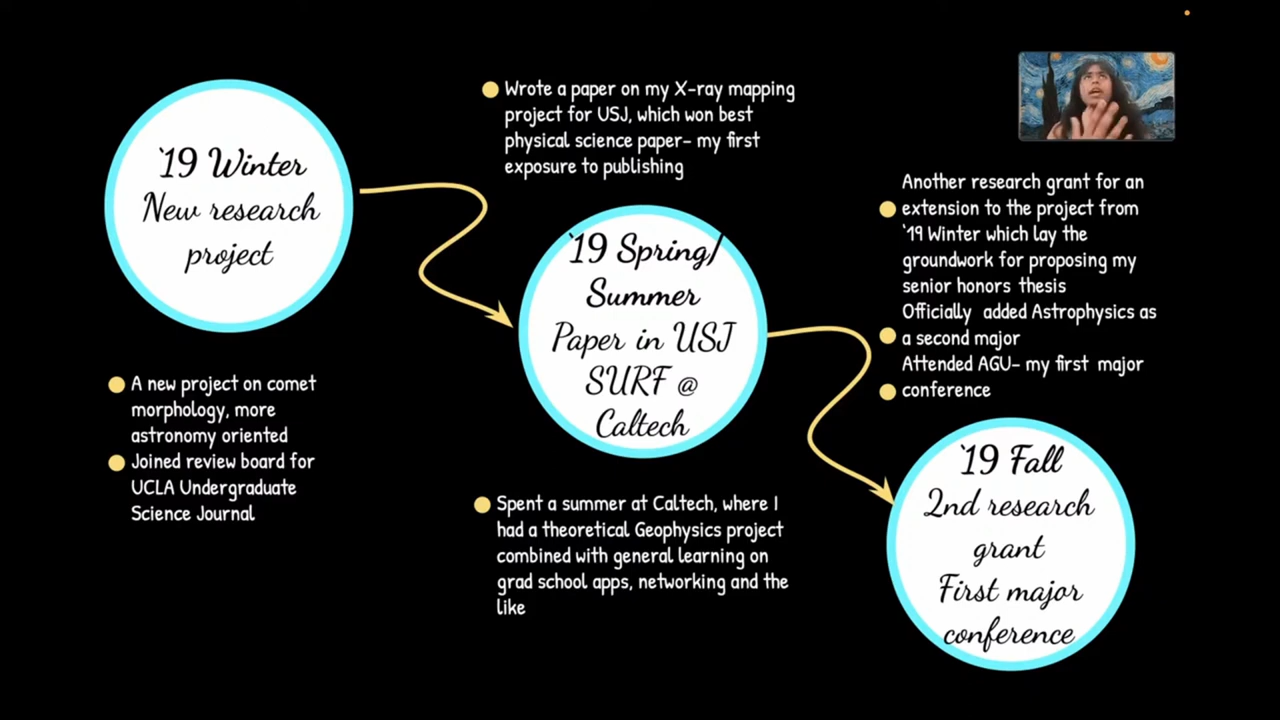 '19 Winter
New research
project
A new project on comet
morphology, more
astronomy oriented
Joined review board for
UCLA Undergraduate
Science Journal
Wrote a paper on my X-ray mapping
project for USJ, which won best
physical science paper- my first
exposure to publishing
'19 Spring/
Summer
Paper in USJ
SURF @
Caltech
Spent a summer at Caltech, where I
had a theoretical Geophysics project
combined with general learning on
grad school apps, networking and the
like
Another research grant for an
extension to the project from
'19 Winter which lay the
groundwork for proposing my
senior honors thesis
Officially added Astrophysics as
a second major
Attended AGU- my first major
conference
'19 Fall
2nd research
grant
First major
conference